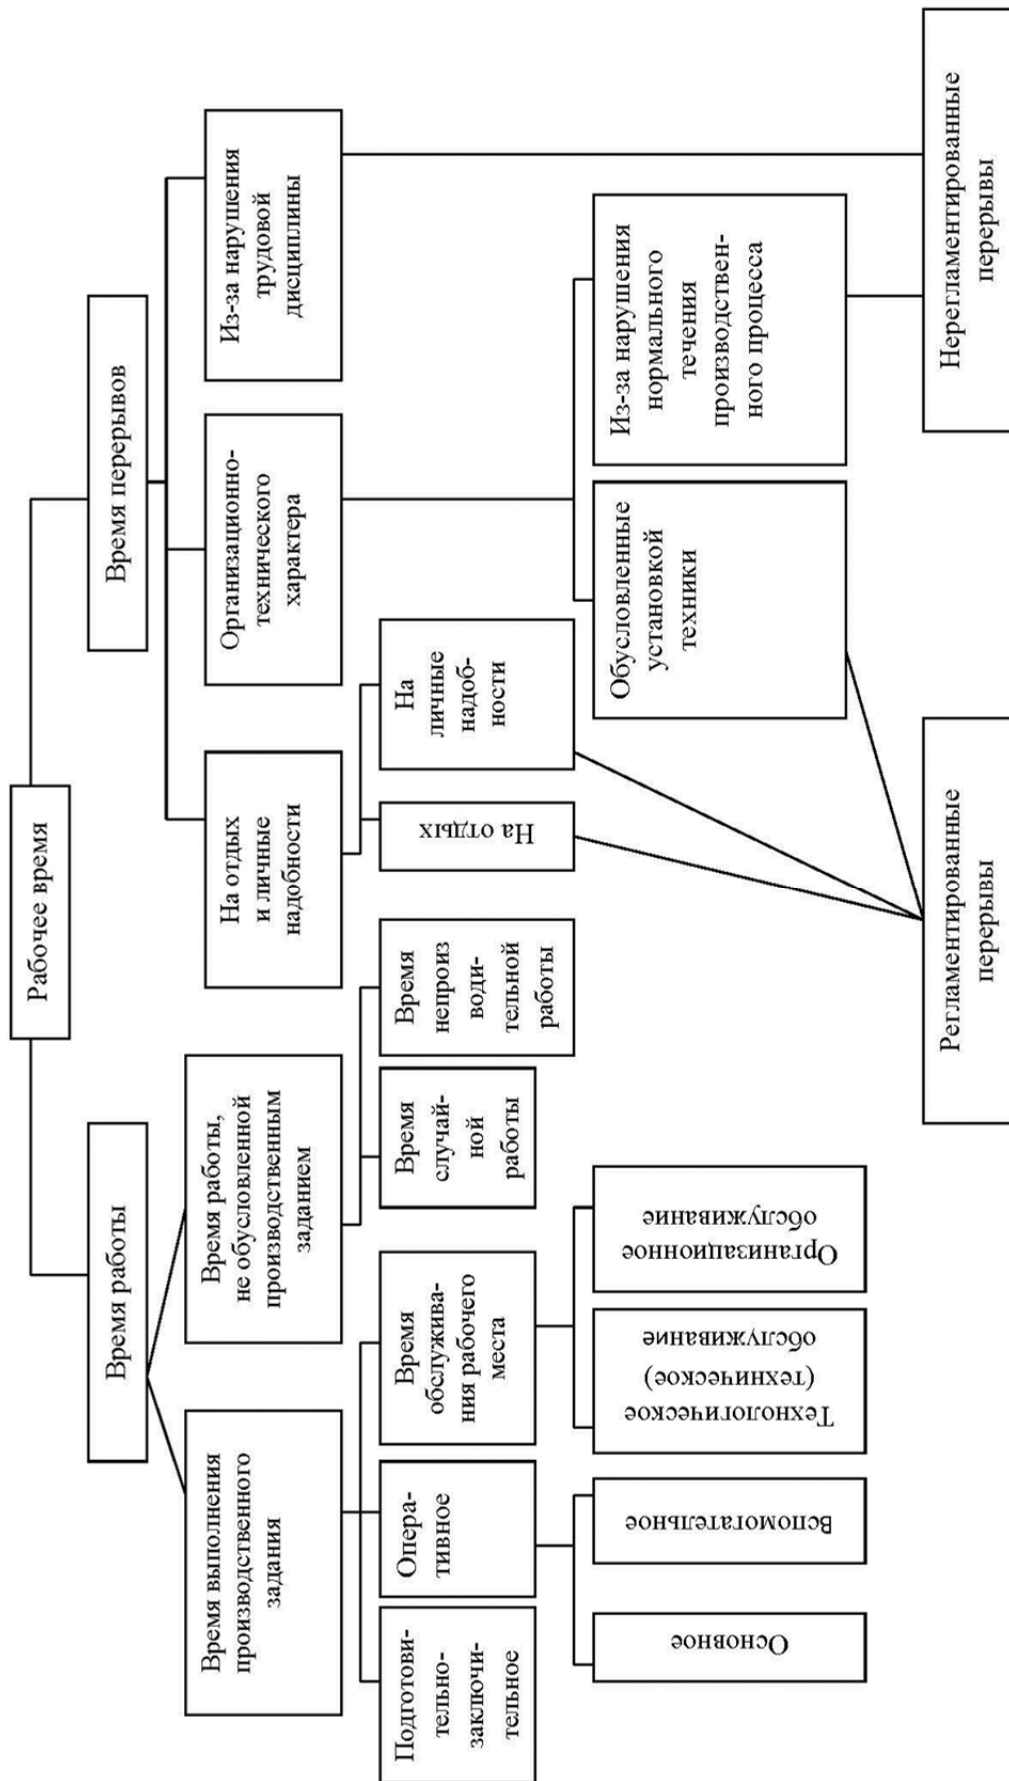 Рабочее время
Время работы
Время перерывов
Время выполнения
производственного
задания
Время работы,
не обусловленной
производственным
заданием
На отдых
и личные
надобности
Организационно-
технического
характера
Из-за нарушения
трудовой
дисциплины
Подготови-
тельно-
заключи-
тельное
Опера-
тивное
Время
обслужива-
ния рабочего
места
Время
случай-
ной
работы
Время
непроиз
води-
тельной
работы
На отдых
На
личные
надоб-
ности
Основное
Вспомогательное
Технологическое
(техническое)
обслуживание
Организационное
обслуживание
Обусловленные
установкой
техники
Из-за нарушения
нормального
течения
производствен-
ного процесса
Регламентированные
перерывы
Нерегламентированные
перерывы